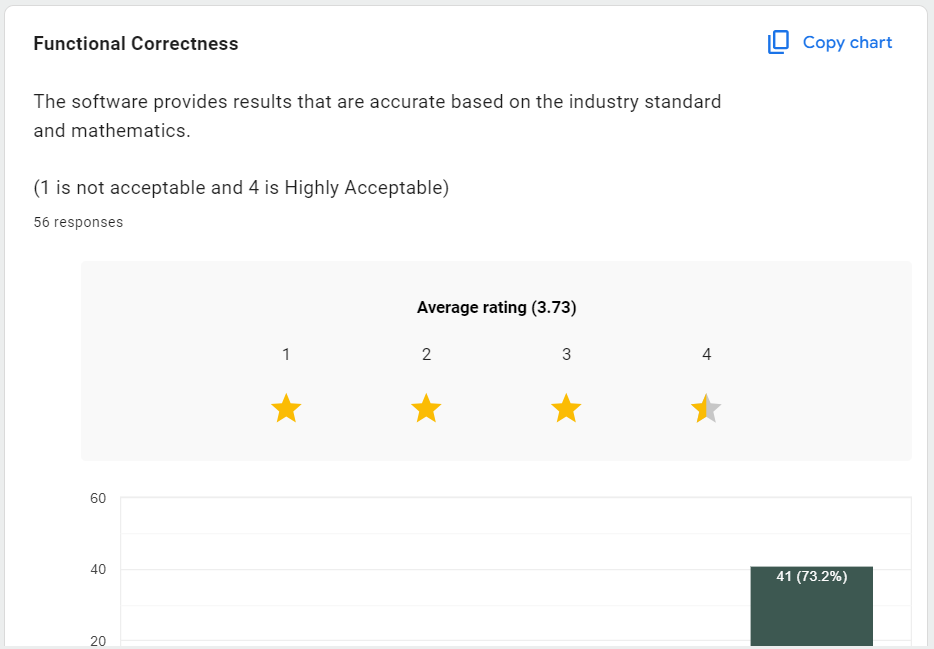 Functional Correctness
Copy chart
The software provides results that are accurate based on the industry standard
and mathematics.
(1 is not acceptable and 4 is Highly Acceptable)
56 responses
Average rating (3.73)
1 2 3 4
60
40
41 (73.2%)
20